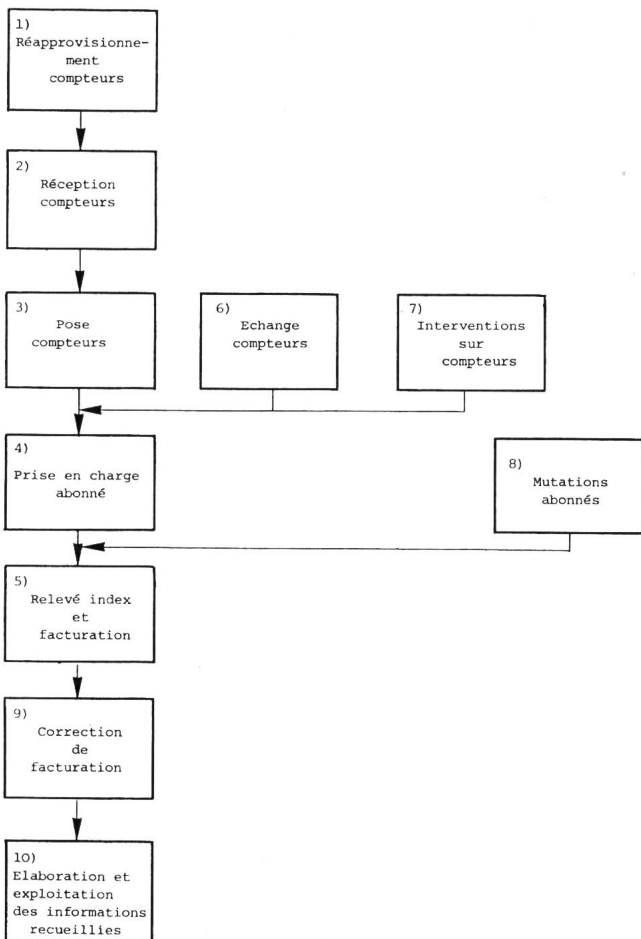 1)
Réapprovisionne-
ment
compteurs
2)
Réception
compteurs
3)
Pose
compteurs
6)
Echange
compteurs
7)
Interventions
sur
compteurs
4)
Prise en charge
abonné
8)
Mutations
abonnés
5)
Relevé index
et
facturation
9)
Correction
de
facturation
10)
Elaboration et
exploitation
des informations
recueillies